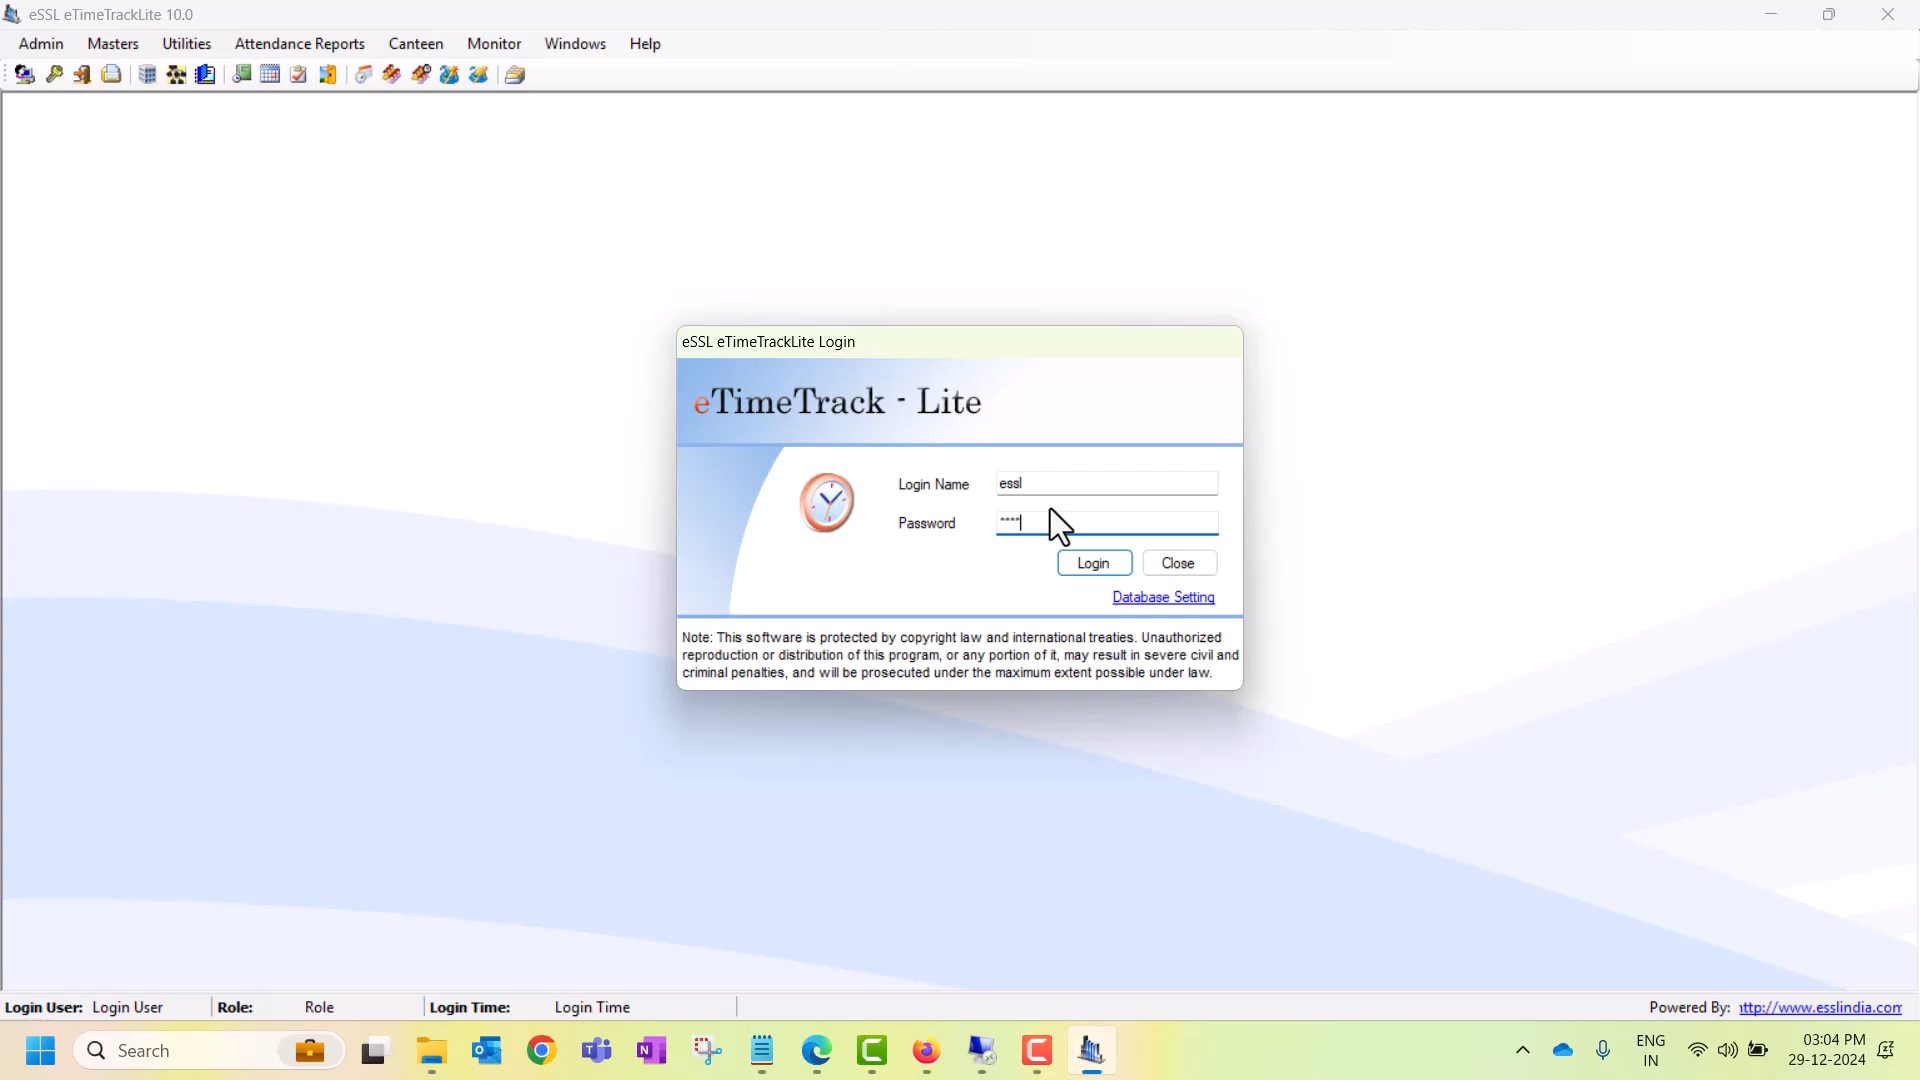 eSSL eTimeTrackLite 10.0
Admin Masters Utilities Attendance Reports Canteen Monitor Windows Help
eSSL eTimeTrackLite Login
eTimeTrack - Lite
Login Name essl
Password ****
Login Close
Database Setting
Note: This software is protected by copyright law and international treaties. Unauthorized
reproduction or distribution of this program, or any portion of it, may result in severe civil and
criminal penalties, and will be prosecuted under the maximum extent possible under law.
Login User: Login User Role: Role Login Time: Login Time Powered By: ttp://www.esslindia.com
Search
ENG
IN
03:04 PM
29-12-2024